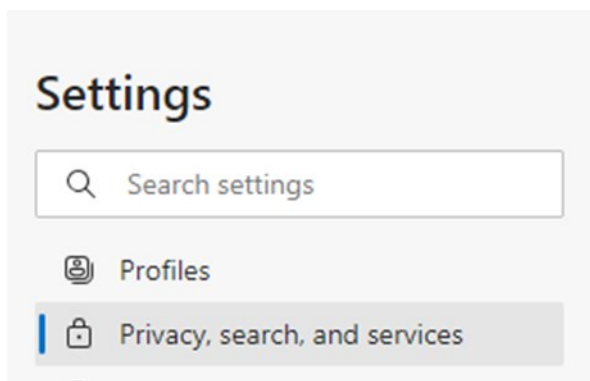 Settings
Search settings
Profiles
Privacy, search, and services